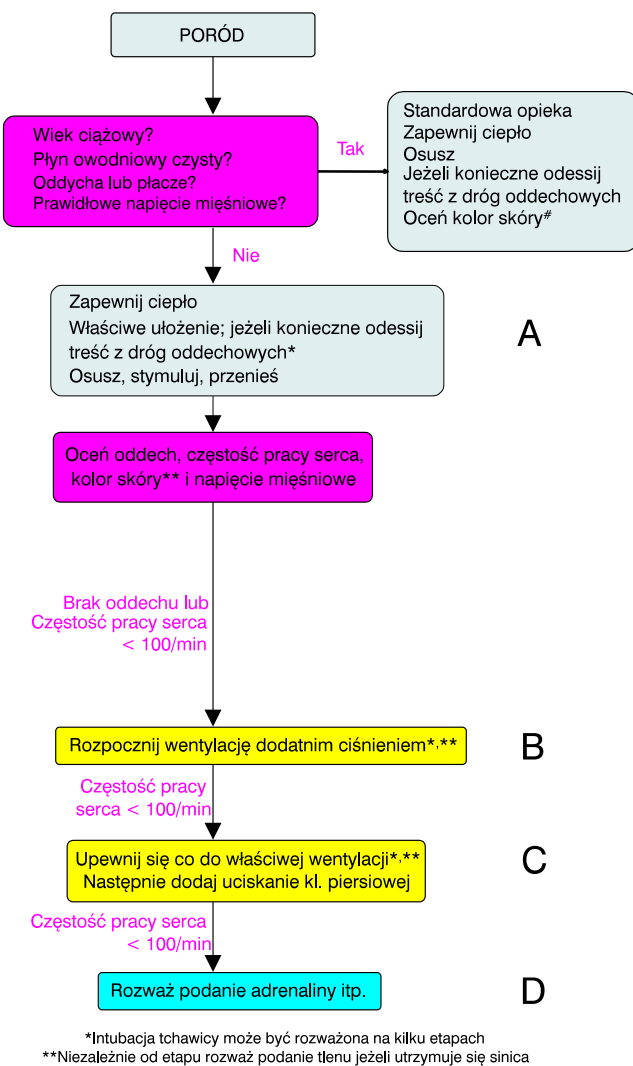 PORÓD
Wiek ciążowy?
Płyn owodniowy czysty?
Oddycha lub płacze?
Prawidłowe napięcie mięśniowe?
Tak
Standardowa opieka
Zapewnij ciepło
Osusz
Jeżeli konieczne odessij
treść z dróg oddechowych
Oceń kolor skóry#
Nie
Zapewnij ciepło
Właściwe ułożenie; jeżeli konieczne odessij
treść z dróg oddechowych*
Osusz, stymuluj, przenieś
A
Oceń oddech, częstość pracy serca,
kolor skóry** i napięcie mięśniowe
Brak oddechu lub
Częstość pracy serca
< 100/min
Rozpocznij wentylację dodatnim ciśnieniem*,**
B
Częstość pracy
serca < 100/min
Upewnij się co do właściwej wentylacji*,**
Następnie dodaj uciskanie kl. piersiowej
C
Częstość pracy serca
< 100/min
Rozważ podanie adrenaliny itp.
D
*Intubacja tchawicy może być rozważona na kilku etapach
**Niezależnie od etapu rozważ podanie tlenu jeżeli utrzymuje się sinica